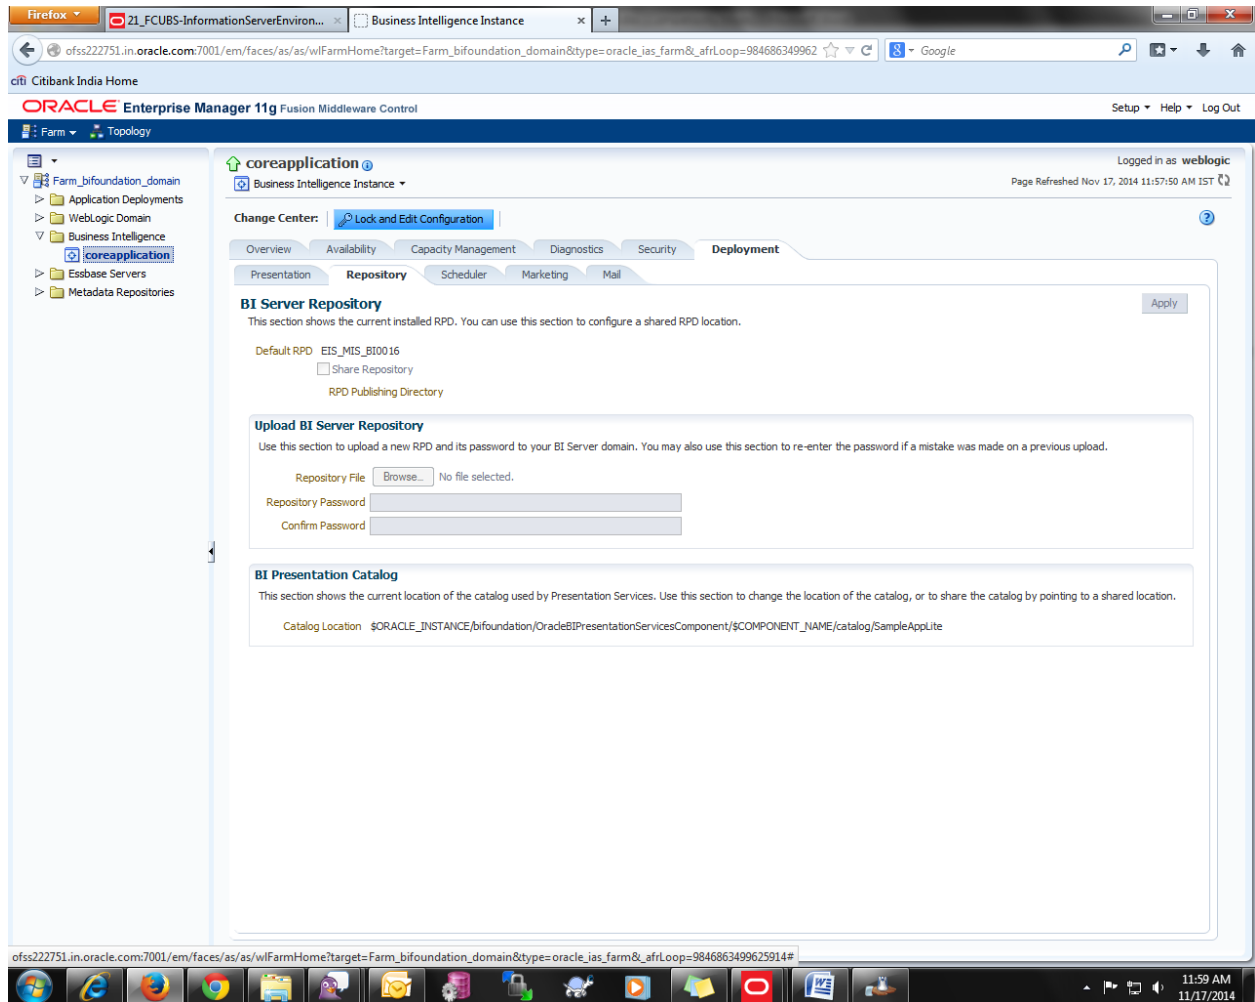 Firefox
21_FCUBS-InformationServerEnviron...
Business Intelligence Instance
ofss222751.in.oracle.com:7001/em/faces/as/as/wlFarmHome?target=Farm_bifoundation_domain&type=oracle_ias_farm&_afrLoop=984686349962
Google
citi Citibank India Home
ORACLE Enterprise Manager 11g Fusion Middleware Control
Setup Help Log Out
Farm Topology
Farm_bifoundation_domain
Application Deployments
WebLogic Domain
Business Intelligence
coreapplication
Essbase Servers
Metadata Repositories
coreapplication
Logged in as weblogic
Business Intelligence Instance
Page Refreshed Nov 17, 2014 11:57:50 AM IST
Change Center: Lock and Edit Configuration
Overview Availability Capacity Management Diagnostics Security Deployment
Presentation Repository Scheduler Marketing Mail
BI Server Repository
Apply
This section shows the current installed RPD. You can use this section to configure a shared RPD location.
Default RPD EIS_MIS_BI0016
Share Repository
RPD Publishing Directory
Upload BI Server Repository
Use this section to upload a new RPD and its password to your BI Server domain. You may also use this section to re-enter the password if a mistake was made on a previous upload.
Repository File Browse... No file selected.
Repository Password
Confirm Password
BI Presentation Catalog
This section shows the current location of the catalog used by Presentation Services. Use this section to change the location of the catalog, or to share the catalog by pointing to a shared location.
Catalog Location $ORACLE_INSTANCE/bifoundation/OracleBIPresentationServicesComponent/$COMPONENT_NAME/catalog/SampleAppLite
ofss222751.in.oracle.com:7001/em/faces/as/as/wlFarmHome?target=Farm_bifoundation_domain&type=oracle_ias_farm&_afrLoop=9846863499625914#
11:59 AM
11/17/2014